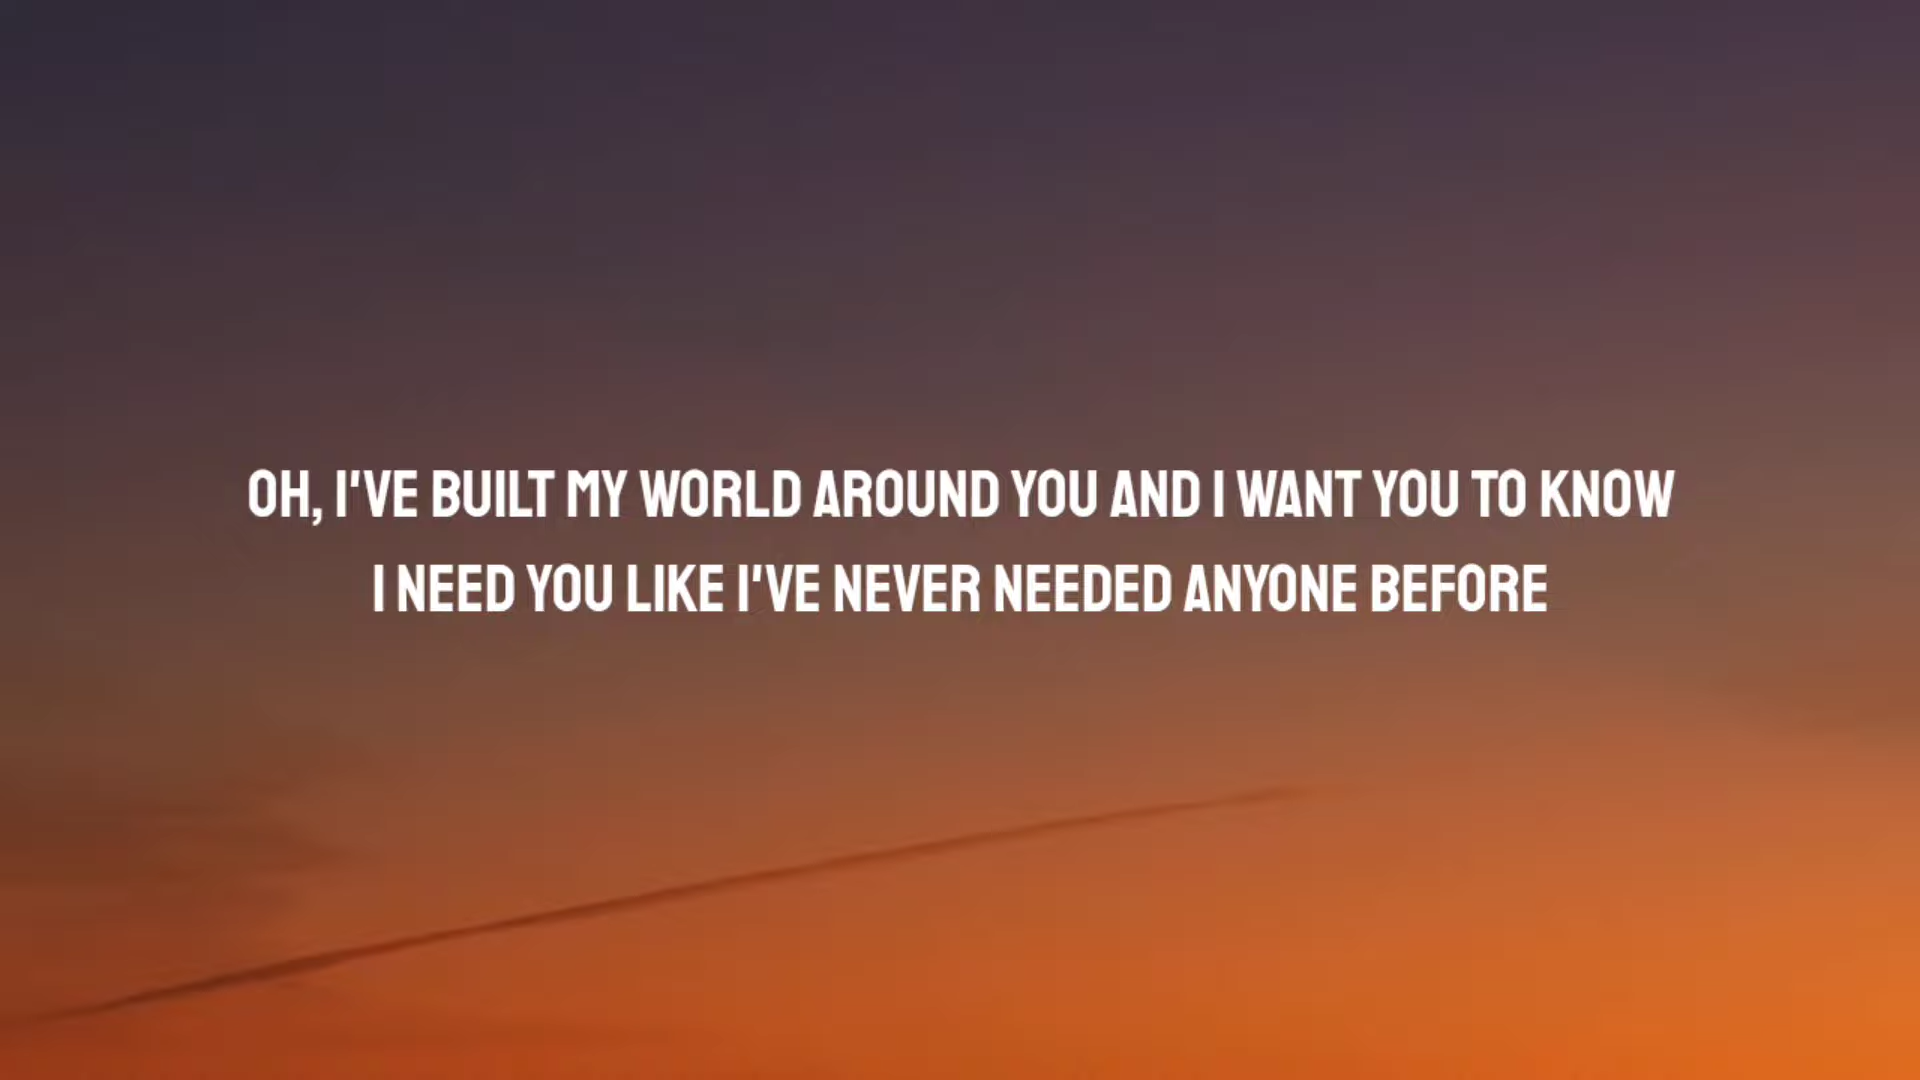 OH, I'VE BUILT MY WORLD AROUND YOU AND I WANT YOU TO KNOW
I NEED YOU LIKE I'VE NEVER NEEDED ANYONE BEFORE